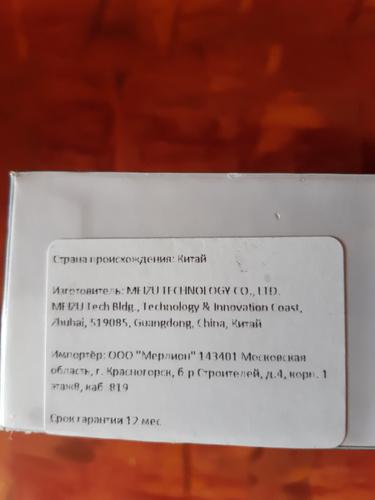 Страна происхождения: Китай
Изготовитель: MEIZU TECHNOLOGY CO., LTD.
MEIZU Tech Bldg., Technology & Innovation Coast,
Zhuhai, 519085, Guangdong, China, Китай
Импортёр: ООО "Мерлион" 143401 Московская
область, г. Красногорск, б-р Строителей, д.4, корп. 1
этаж8, каб. 819
Срок гарантии 12 мес